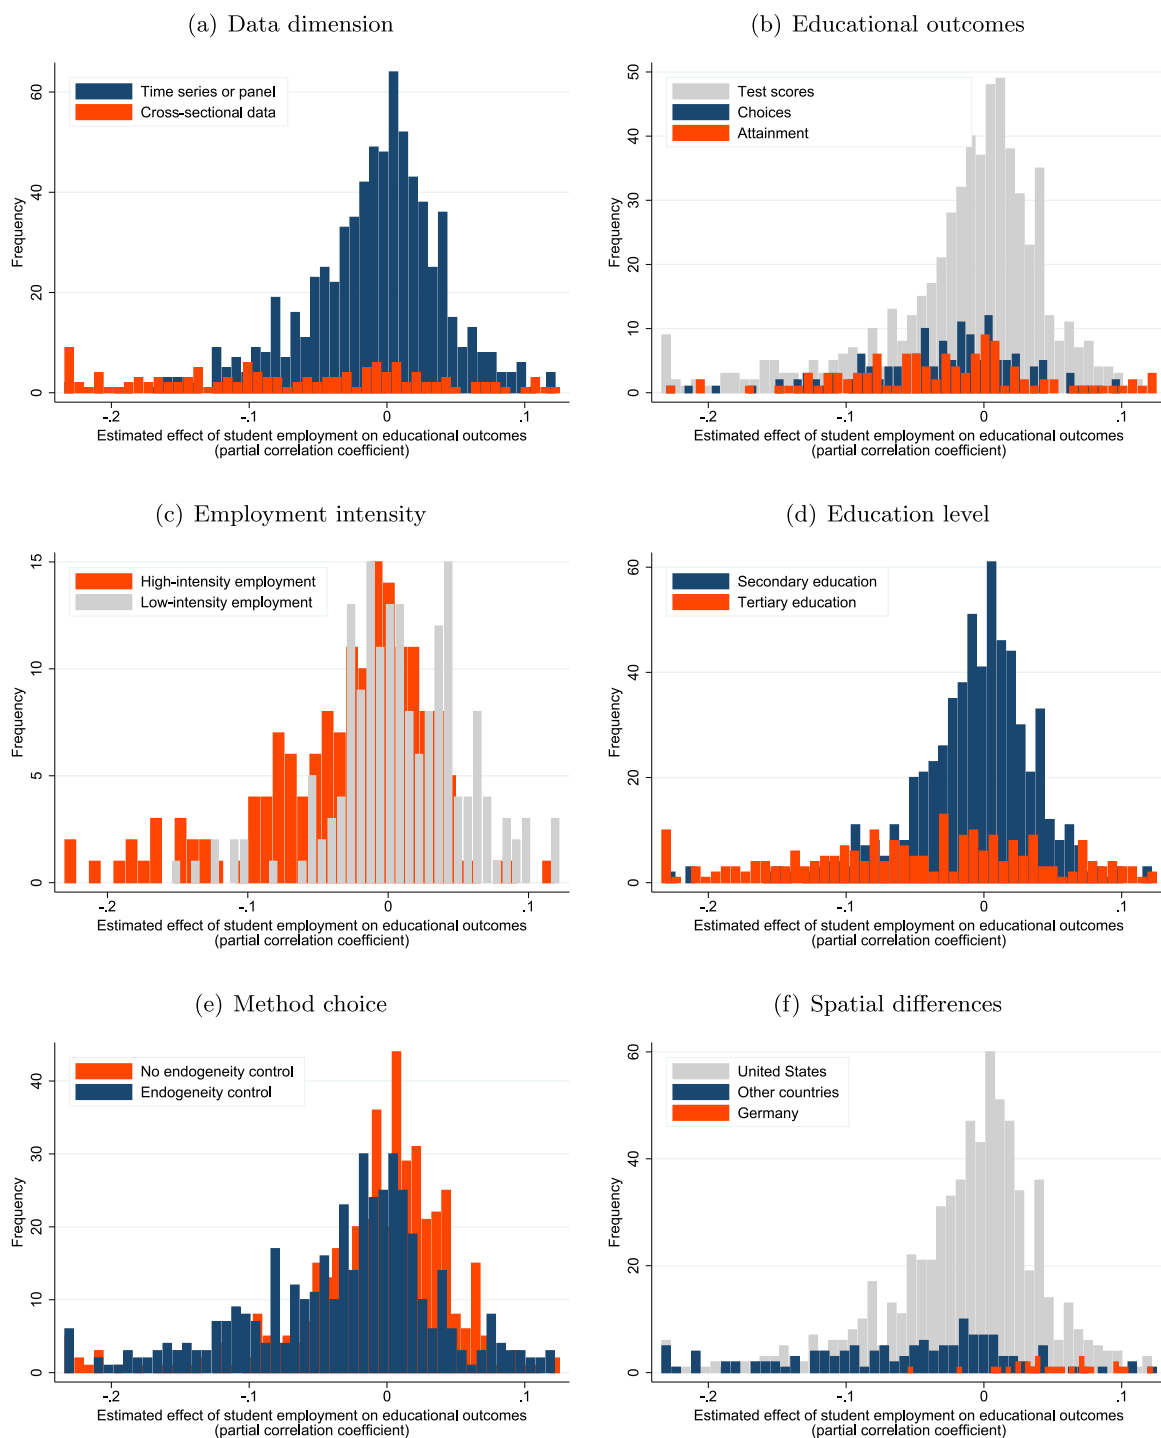 (a) Data dimension
Time series or panel
Cross-sectional data
Frequency
60
40
20
0
-.2
-.1
0
.1
Estimated effect of student employment on educational outcomes
(partial correlation coefficient)
(b) Educational outcomes
Test scores
Choices
Attainment
Frequency
50
40
30
20
10
0
-.2
-.1
0
.1
Estimated effect of student employment on educational outcomes
(partial correlation coefficient)
(c) Employment intensity
High-intensity employment
Low-intensity employment
Frequency
15
10
5
0
-.2
-.1
0
0.1
Estimated effect of student employment on educational outcomes
(partial correlation coefficient)
(d) Education level
Secondary education
Tertiary education
Frequency
60
40
20
0
-.2
-.1
0
.1
Estimated effect of student employment on educational outcomes
(partial correlation coefficient)
(e) Method choice
No endogeneity control
Endogeneity control
Frequency
40
30
20
10
0
-.2
-.1
0
.1
Estimated effect of student employment on educational outcomes
(partial correlation coefficient)
(f) Spatial differences
United States
Other countries
Germany
Frequency
60
40
20
0
-.2
-.1
0
.1
Estimated effect of student employment on educational outcomes
(partial correlation coefficient)